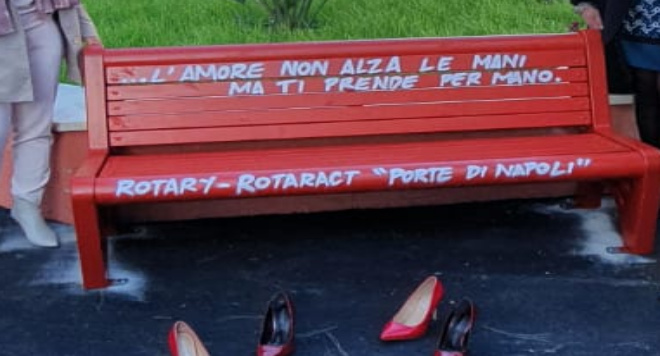 ...L'AMORE NON ALZA LE MANI
MA TI PRENDE PER MANO.
ROTARY-ROTARACT "PORTE DI NAPOLI"